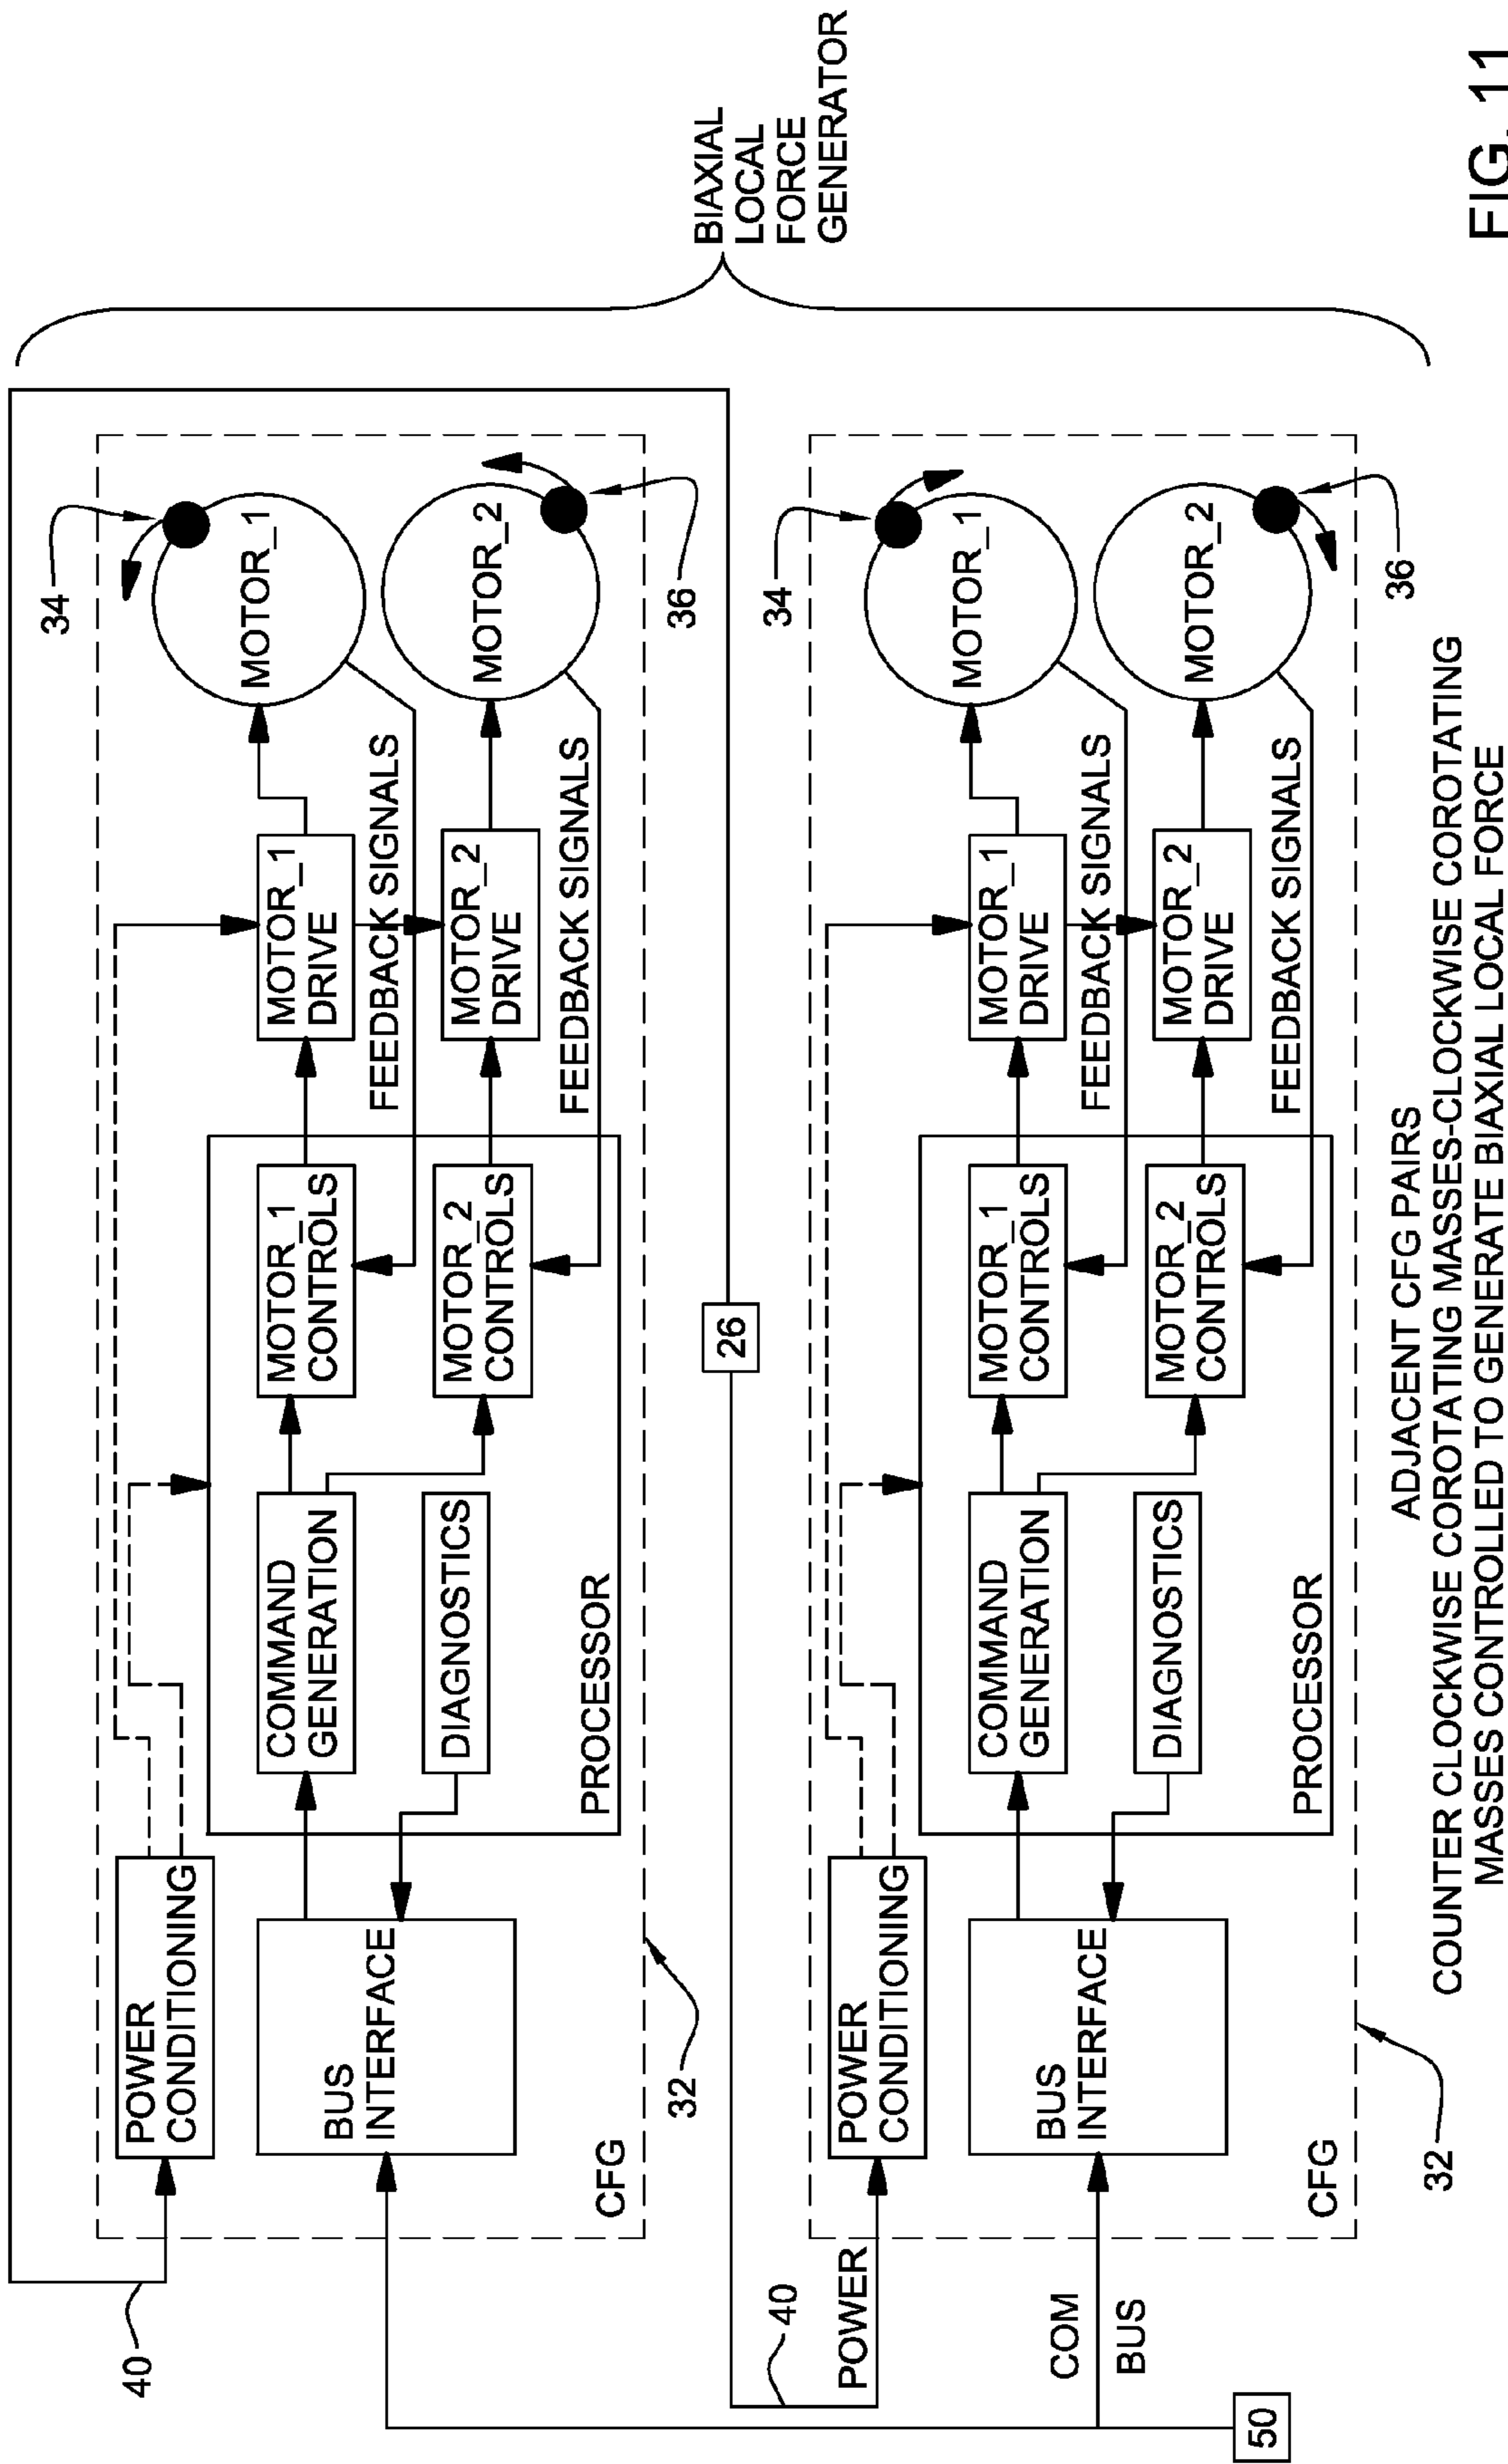 40
POWER
CONDITIONING
BUS
INTERFACE
CFG
32
COMMAND
GENERATION
DIAGNOSTICS
PROCESSOR
MOTOR_1
CONTROLS
MOTOR_2
CONTROLS
MOTOR_1
DRIVE
FEEDBACK SIGNALS
MOTOR_2
DRIVE
FEEDBACK SIGNALS
MOTOR_1
MOTOR_2
34
36
26
BIAXIAL
LOCAL
FORCE
GENERATOR
40
POWER
COM
BUS
50
POWER
CONDITIONING
BUS
INTERFACE
CFG
32
COMMAND
GENERATION
DIAGNOSTICS
PROCESSOR
MOTOR_1
CONTROLS
MOTOR_2
CONTROLS
MOTOR_1
DRIVE
FEEDBACK SIGNALS
MOTOR_2
DRIVE
FEEDBACK SIGNALS
MOTOR_1
MOTOR_2
34
36
ADJACENT CFG PAIRS
COUNTER CLOCKWISE COROTATING MASSES-CLOCKWISE COROTATING
MASSES CONTROLLED TO GENERATE BIAXIAL LOCAL FORCE
FIG. 11